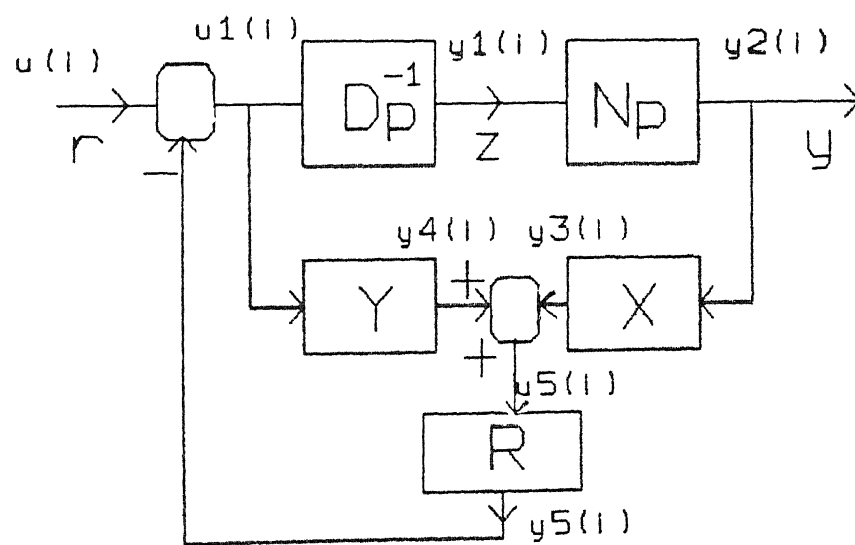 u(i)
u1(i)
y1(i)
y2(i)
Dp^-1
Np
r
–
z
y
y4(i)
y3(i)
Y
+
X
+
u5(i)
R
y5(i)